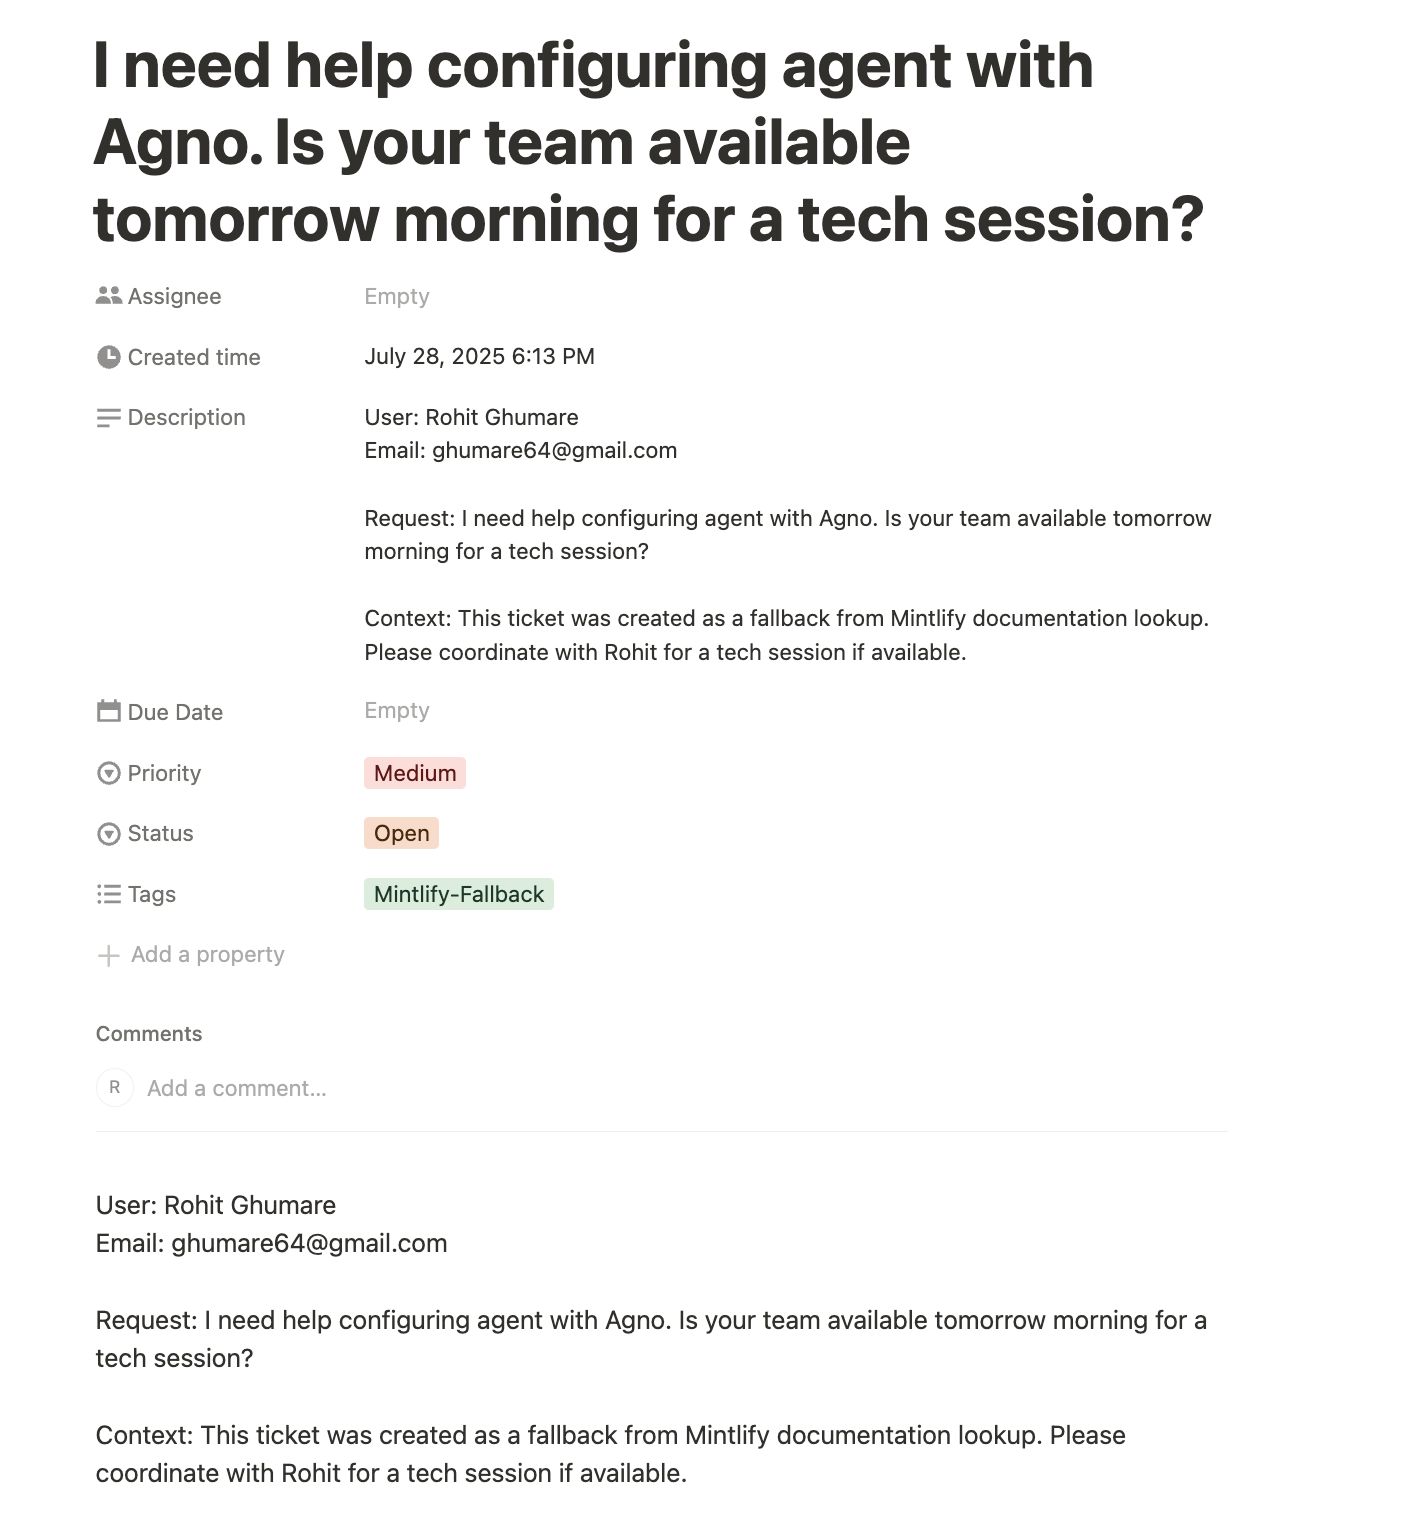 I need help configuring agent with
Agno. Is your team available
tomorrow morning for a tech session?
Assignee
Empty
Created time
July 28, 2025 6:13 PM
Description
User: Rohit Ghumare
Email: ghumare64@gmail.com
Request: I need help configuring agent with Agno. Is your team available tomorrow
morning for a tech session?
Context: This ticket was created as a fallback from Mintlify documentation lookup.
Please coordinate with Rohit for a tech session if available.
Due Date
Empty
Priority
Medium
Status
Open
Tags
Mintlify-Fallback
Add a property
Comments
R
Add a comment...
User: Rohit Ghumare
Email: ghumare64@gmail.com
Request: I need help configuring agent with Agno. Is your team available tomorrow morning for a
tech session?
Context: This ticket was created as a fallback from Mintlify documentation lookup. Please
coordinate with Rohit for a tech session if available.